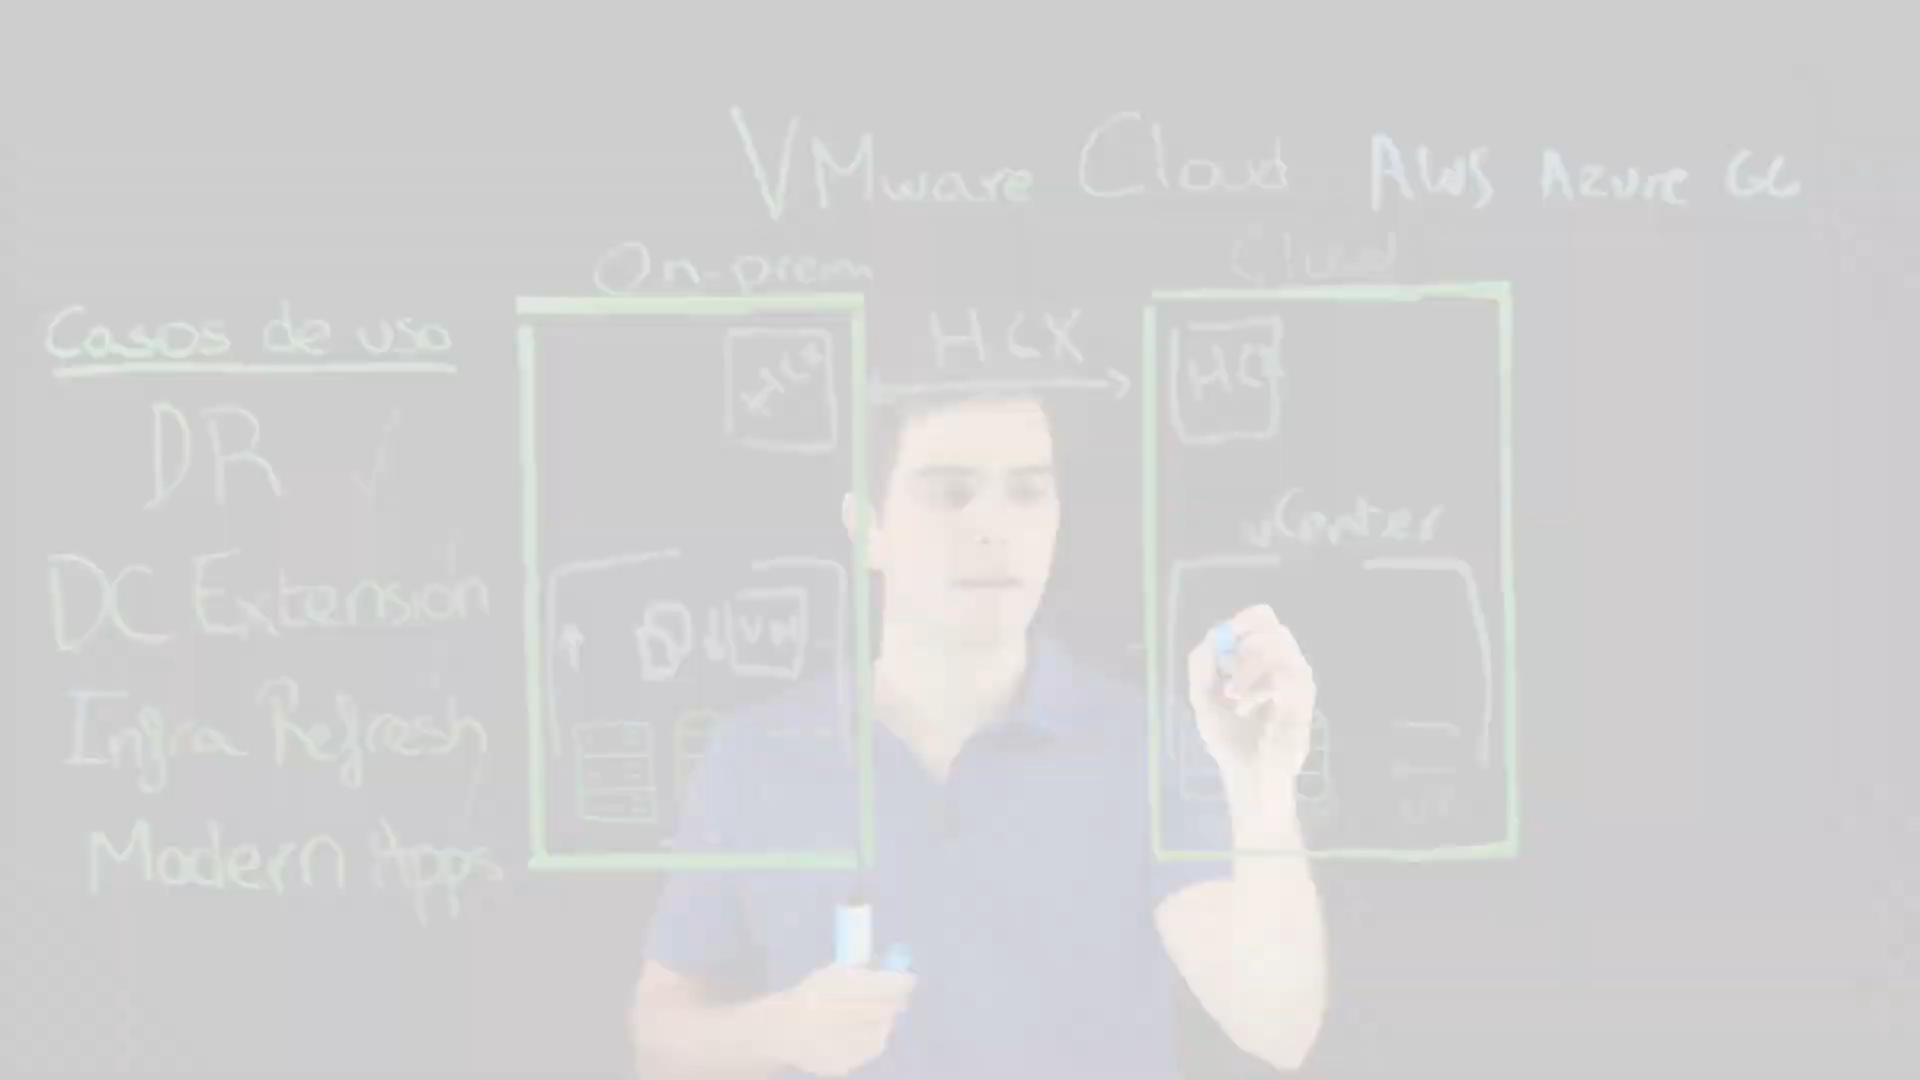 VMware Cloud AWS Azure GC
On-prem
Cloud
Casos de uso
HCX
HCX
HCX
DR
vCenter
DC Extensión
VM
Infra Refresh
Modern Apps